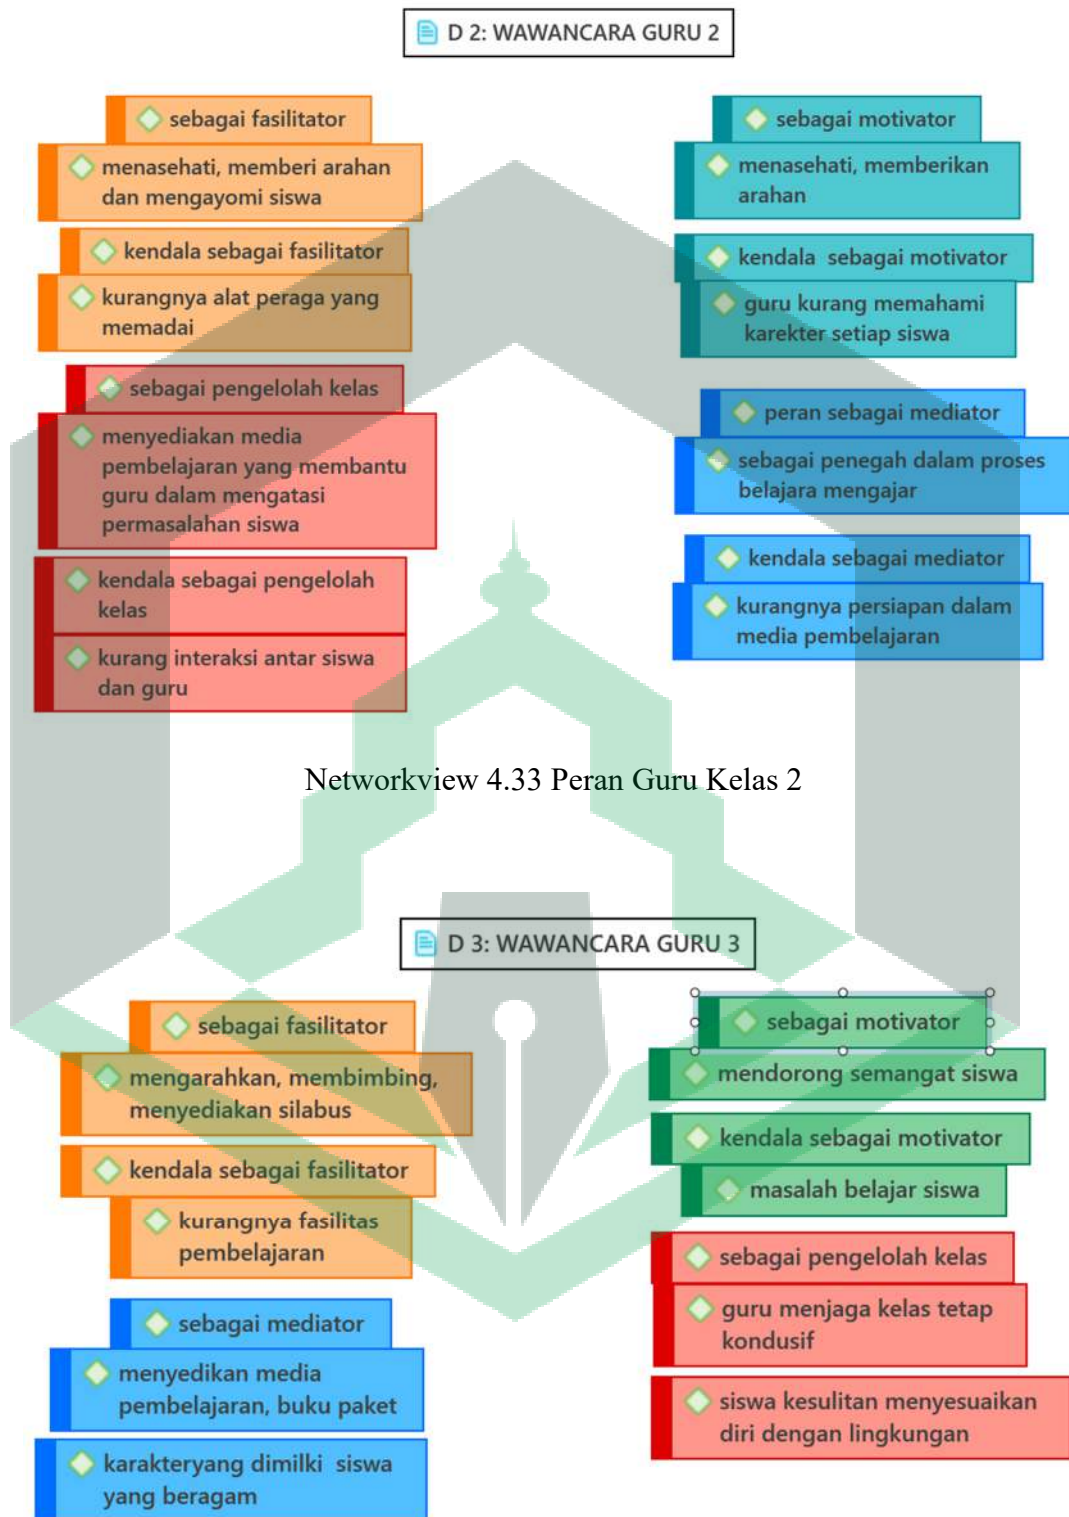 D 2: WAWANCARA GURU 2
sebagai fasilitator
menasehati, memberi arahan
dan mengayomi siswa
kendala sebagai fasilitator
kurangnya alat peraga yang
memadai
sebagai pengelolah kelas
menyediakan media
pembelajaran yang membantu
guru dalam mengatasi
permasalahan siswa
kendala sebagai pengelolah
kelas
kurang interaksi antar siswa
dan guru
sebagai motivator
menasehati, memberikan
arahan
kendala  sebagai motivator
guru kurang memahami
karekter setiap siswa
peran sebagai mediator
sebagai penegah dalam proses
belajara mengajar
kendala sebagai mediator
kurangnya persiapan dalam
media pembelajaran
Networkview 4.33 Peran Guru Kelas 2
D 3: WAWANCARA GURU 3
sebagai fasilitator
mengarahkan, membimbing,
menyediakan silabus
kendala sebagai fasilitator
kurangnya fasilitas
pembelajaran
sebagai mediator
menyedikan media
pembelajaran, buku paket
karakteryang dimilki  siswa
yang beragam
sebagai motivator
mendorong semangat siswa
kendala sebagai motivator
masalah belajar siswa
sebagai pengelolah kelas
guru menjaga kelas tetap
kondusif
siswa kesulitan menyesuaikan
diri dengan lingkungan